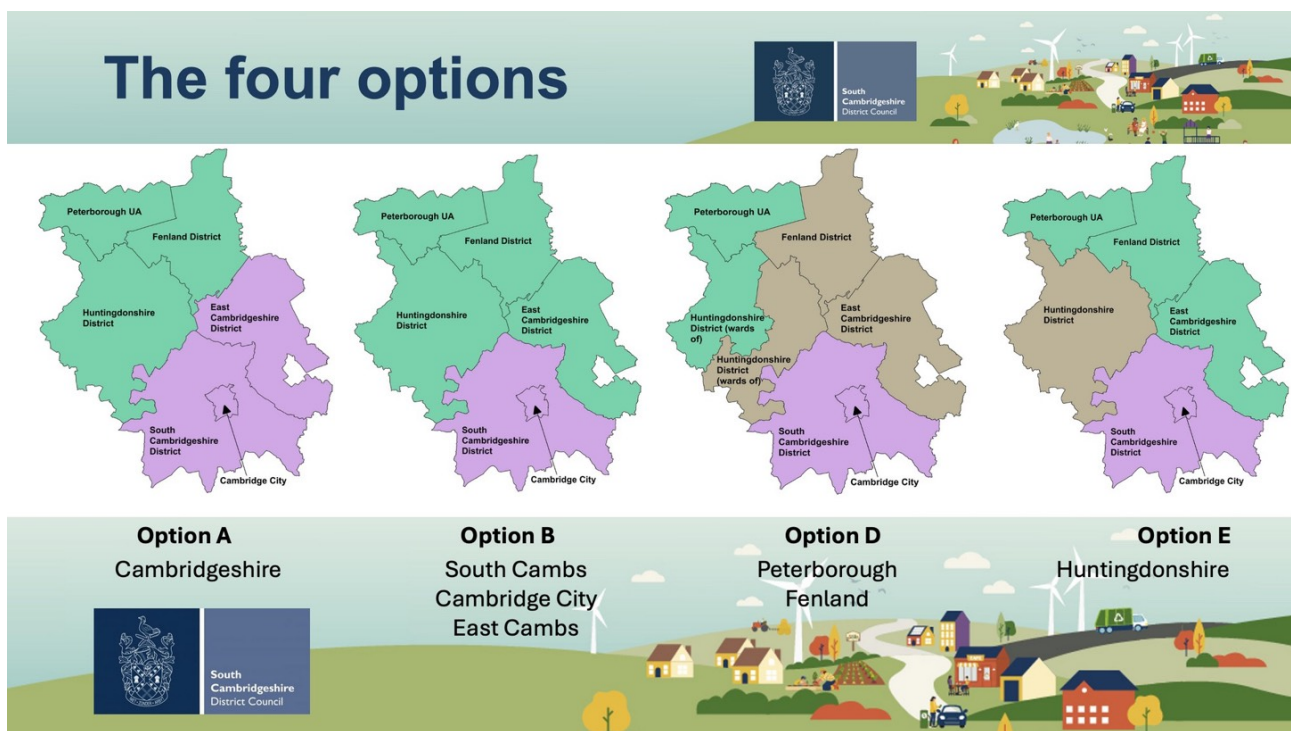 The four options
South
Cambridgeshire
District Council
Peterborough UA
Fenland District
Huntingdonshire
District
East
Cambridgeshire
District
South
Cambridgeshire
District
Cambridge City
Peterborough UA
Fenland District
Huntingdonshire
District
East
Cambridgeshire
District
South
Cambridgeshire
District
Cambridge City
Peterborough UA
Fenland District
Huntingdonshire
District (wards
of)
East
Cambridgeshire
District
Huntingdonshire
District
(wards of)
South
Cambridgeshire
District
Cambridge City
Peterborough UA
Fenland District
Huntingdonshire
District
East
Cambridgeshire
District
South
Cambridgeshire
District
Cambridge City
Option A
Cambridgeshire
Option B
South Cambs
Cambridge City
East Cambs
Option D
Peterborough
Fenland
Option E
Huntingdonshire
South
Cambridgeshire
District Council